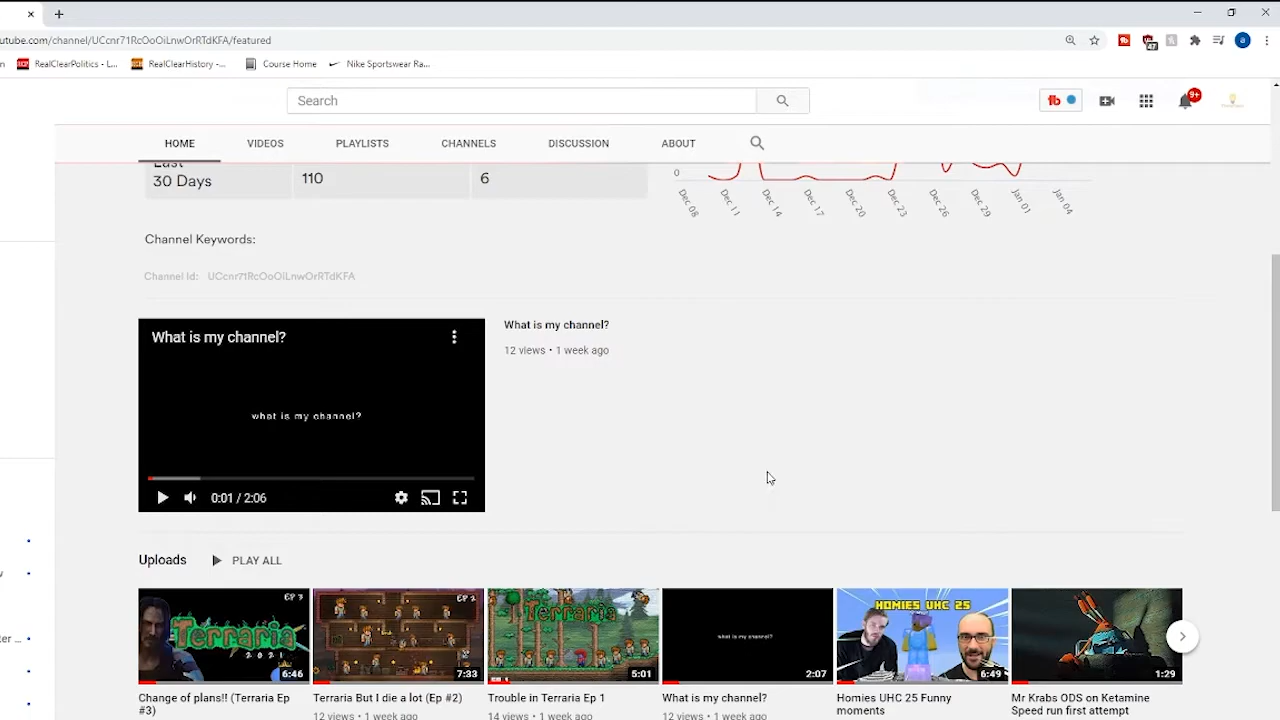 utube.com/channel/UCcnr71RcOoOiLnwOrRTdKFA/featured
RealClearPolitics - L...
RealClearHistory -...
Course Home
Nike Sportswear Ra...
Search
9+
HOME
VIDEOS
PLAYLISTS
CHANNELS
DISCUSSION
ABOUT
Last
30 Days
110
6
0
Dec 08
Dec 11
Dec 14
Dec 17
Dec 20
Dec 23
Dec 26
Dec 29
Jan 01
Jan 04
Channel Keywords:
Channel Id: UCcnr71RcOoOiLnwOrRTdKFA
What is my channel?
what is my channel?
0:01 / 2:06
What is my channel?
12 views • 1 week ago
Uploads
PLAY ALL
EP 3
Terraria
2021
6:46
Change of plans!! (Terraria Ep
#3)
EP 2
7:33
Terraria But I die a lot (Ep #2)
12 views • 1 week ago
Terraria
5:01
Trouble in Terraria Ep 1
14 views • 1 week ago
what is my channel?
2:07
What is my channel?
12 views • 1 week ago
HOMIES UHC 25
6:49
Homies UHC 25 Funny
moments
1:29
Mr Krabs ODS on Ketamine
Speed run first attempt